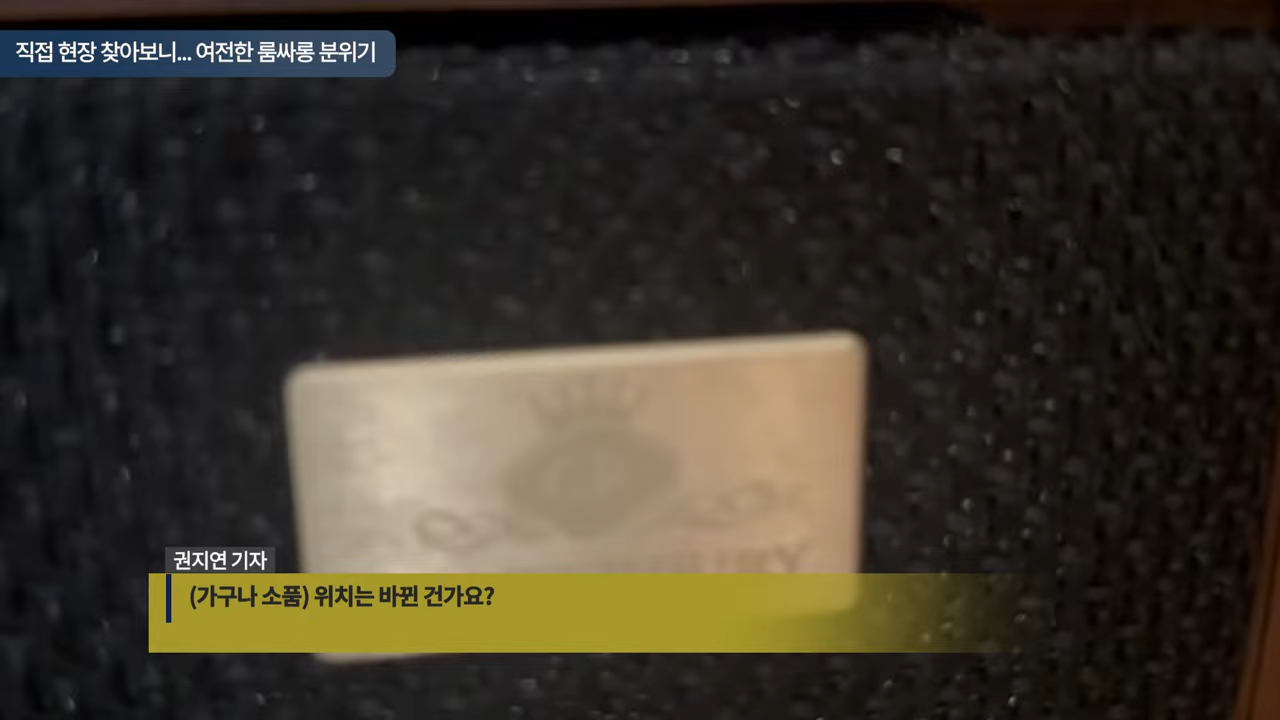 직접 현장 찾아보니... 여전한 룸싸롱 분위기
권지연 기자
(가구나 소품) 위치는 바뀐 건가요?